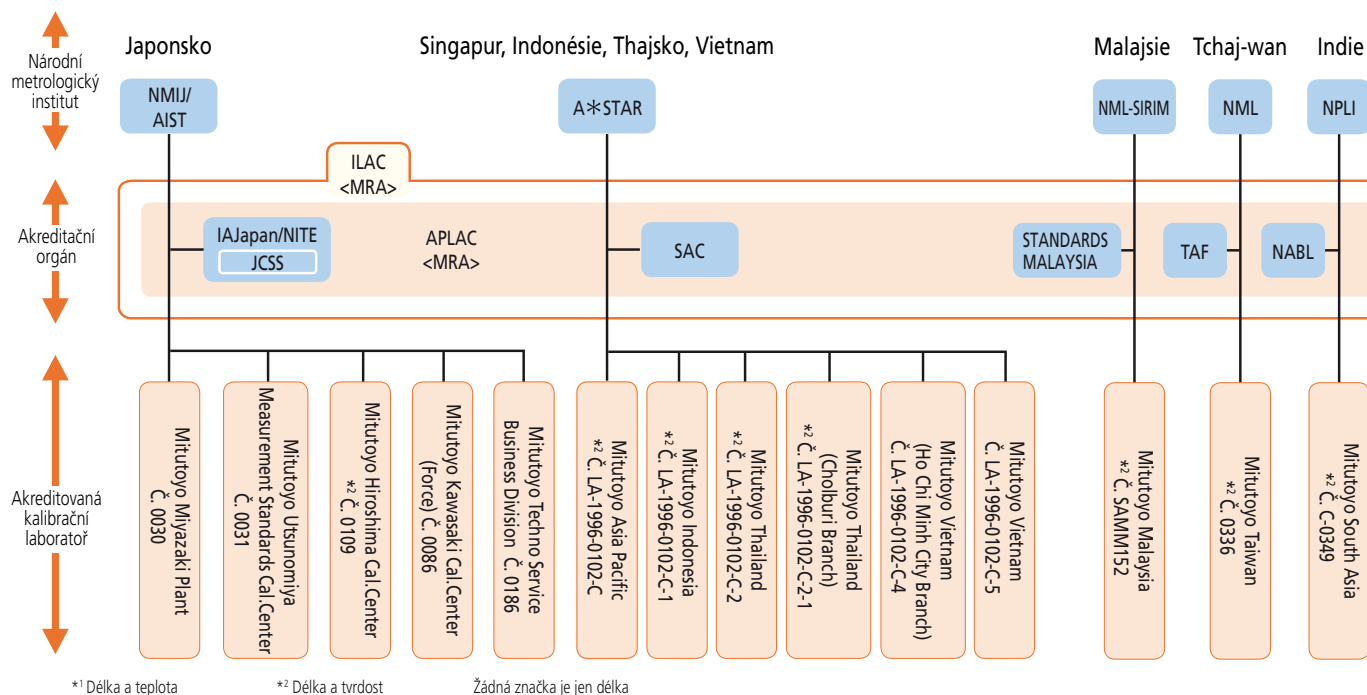 Japonsko
Singapur, Indonésie, Thajsko, Vietnam
Malajsie
Tchaj-wan
Indie
Národní
metrologický
institut
NMIJ/
AIST
A✳STAR
NML-SIRIM
NML
NPLI
ILAC
<MRA>
Akreditační
orgán
IAJapan/NITE
JCSS
APLAC
<MRA>
SAC
STANDARDS
MALAYSIA
TAF
NABL
Akreditovaná
kalibrační
laboratoř
Mitutoyo Miyazaki Plant
Č. 0030
Mitutoyo Utsunomiya
Measurement Standards Cal.Center
Č. 0031
Mitutoyo Hiroshima Cal.Center
*2 Č. 0109
Mitutoyo Kawasaki Cal.Center
(Force) Č. 0086
Mitutoyo Techno Service
Business Division Č. 0186
Mitutoyo Asia Pacific
*2 Č. LA-1996-0102-C
Mitutoyo Indonesia
*2 Č. LA-1996-0102-C-1
Mitutoyo Thailand
*2 Č. LA-1996-0102-C-2
Mitutoyo Thailand
(Cholburi Branch)
*2 Č. LA-1996-0102-C-2-1
Mitutoyo Vietnam
(Ho Chi Minh City Branch)
Č. LA-1996-0102-C-4
Mitutoyo Vietnam
Č. LA-1996-0102-C-5
Mitutoyo Malaysia
*2 Č. SAMM152
Mitutoyo Taiwan
*2 Č. 0336
Mitutoyo South Asia
*2 Č. C-0349
*1 Délka a teplota
*2 Délka a tvrdost
Žádná značka je jen délka